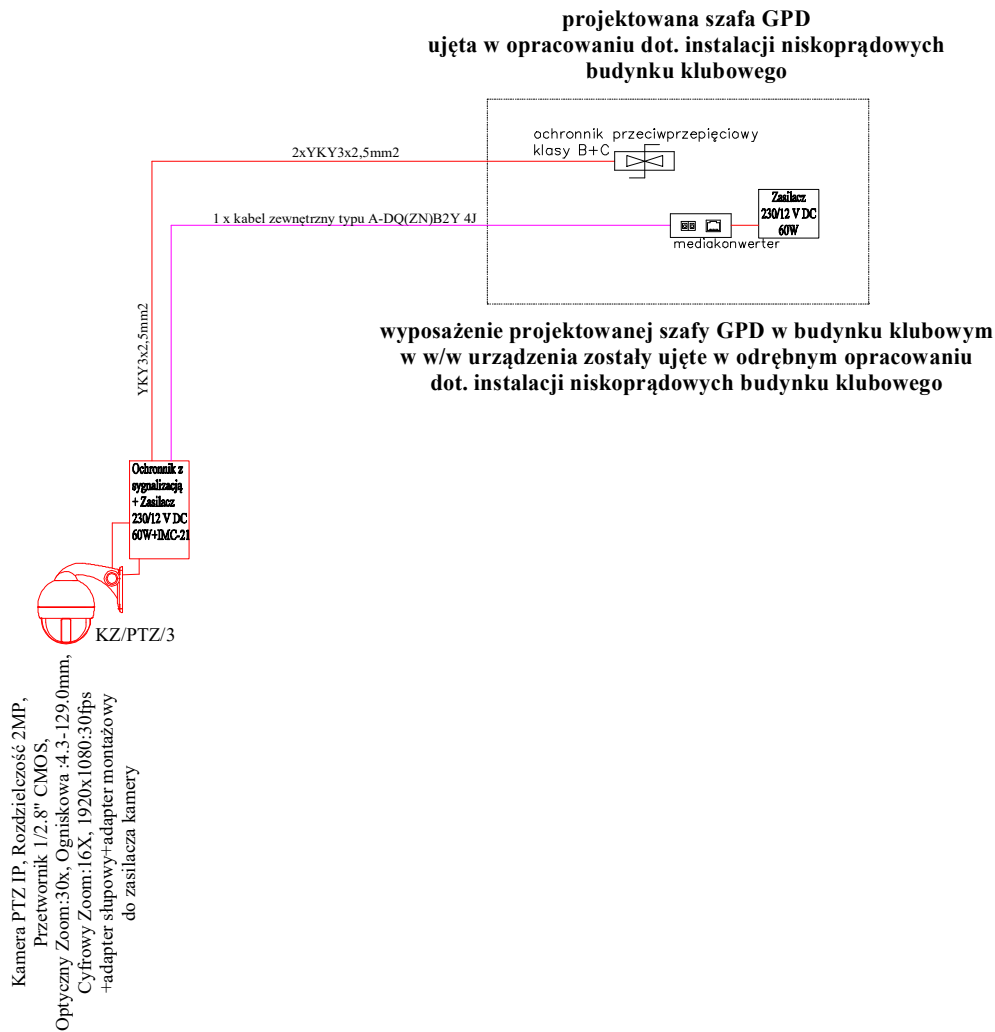 projektowana szafa GPD
ujęta w opracowaniu dot. instalacji niskoprądowych
budynku klubowego
ochronnik przeciwprzepięciowy
klasy B+C
2xYKY3x2,5mm2
1 x kabel zewnętrzny typu A-DQ(ZN)B2Y 4J
Zasilacz
230/12 V DC
60W
mediakonwerter
YKY3x2,5mm2
wyposażenie projektowanej szafy GPD w budynku klubowym
w w/w urządzenia zostały ujęte w odrębnym opracowaniu
dot. instalacji niskoprądowych budynku klubowego
Ochronnik z
sygnalizacją
+ Zasilacz
230/12 V DC
60W+IMC-21
KZ/PTZ/3
Kamera PTZ IP, Rozdzielczość 2MP,
Przetwornik 1/2.8" CMOS,
Optyczny Zoom:30x, Ogniskowa :4.3-129.0mm,
Cyfrowy Zoom:16X, 1920x1080:30fps
+adapter słupowy+adapter montażowy
do zasilacza kamery